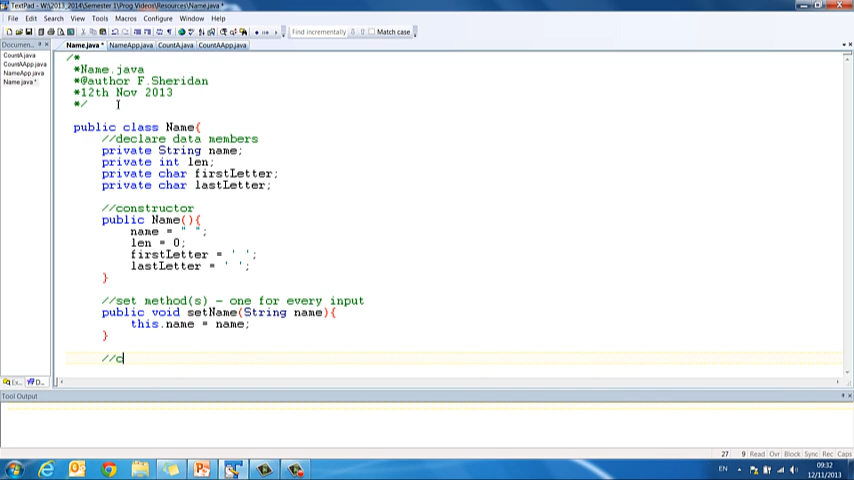 TextPad - W:\2013_2014\Semester 1\Prog Videos\Resources\Name.java *
File Edit Search View Tools Macros Configure Window Help
Find incrementally Match case
Documen...
Name.java * NameApp.java CountA.java CountAApp.java
CountA.java
CountAApp.java
NameApp.java
Name.java *
/*
*Name.java
*@author F.Sheridan
*12th Nov 2013
*/
public class Name{
//declare data members
private String name;
private int len;
private char firstLetter;
private char lastLetter;
//constructor
public Name(){
name = " ";
len = 0;
firstLetter = ' ';
lastLetter = ' ';
}
//set method(s) - one for every input
public void setName(String name){
this.name = name;
}
//c
Ex... D...
Tool Output
27 9 Read Ovr Block Sync Rec Caps
EN 09:32
12/11/2013